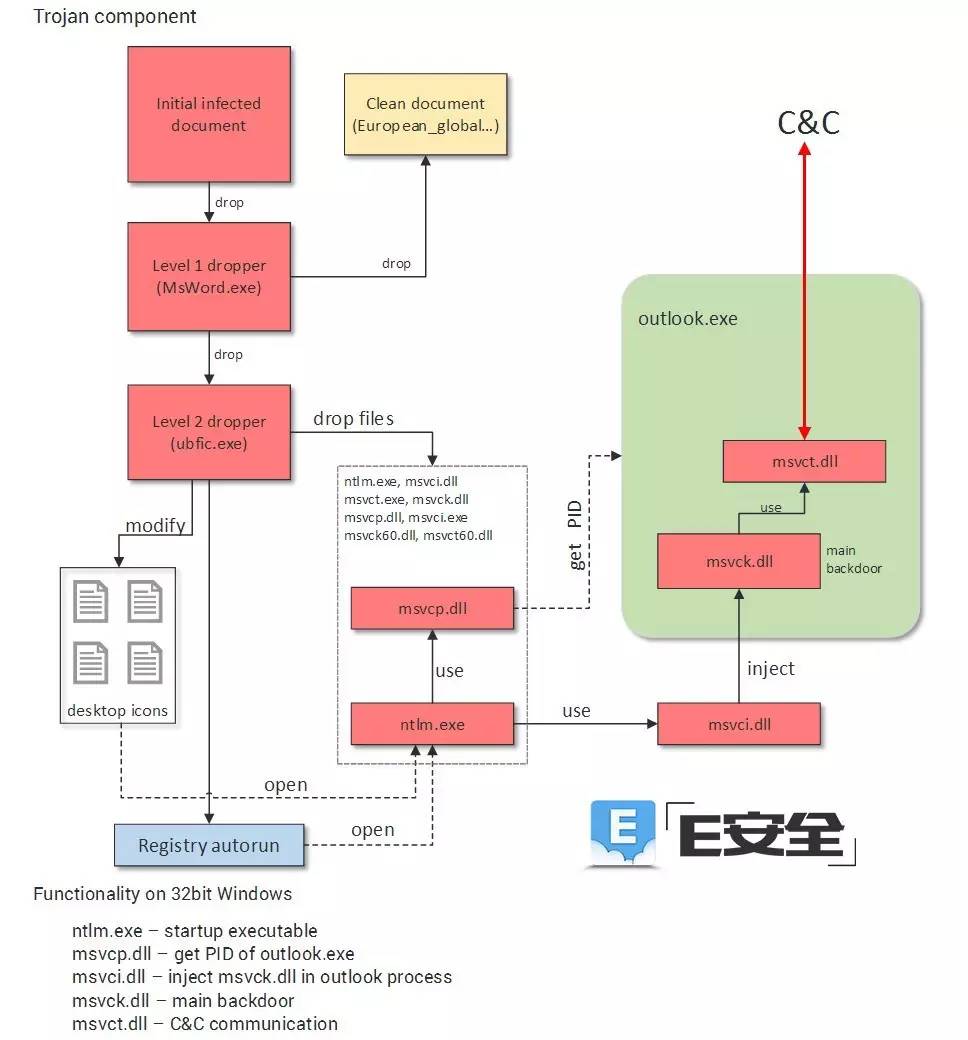 Trojan component
Initial infected
document
Clean document
(European_global...)
C&C
drop
Level 1 dropper
(MsWord.exe)
drop
outlook.exe
drop
Level 2 dropper
(ubfic.exe)
drop files
msvct.dll
ntlm.exe, msvci.dll
msvct.exe, msvck.dll
msvcp.dll, msvci.exe
msvck60.dll, msvct60.dll
get PID
use
modify
msvck.dll
main
backdoor
msvcp.dll
use
inject
desktop icons
ntlm.exe
use
msvci.dll
open
E
E安全
Registry autorun
open
Functionality on 32bit Windows
ntlm.exe – startup executable
msvcp.dll – get PID of outlook.exe
msvci.dll – inject msvck.dll in outlook process
msvck.dll – main backdoor
msvct.dll – C&C communication